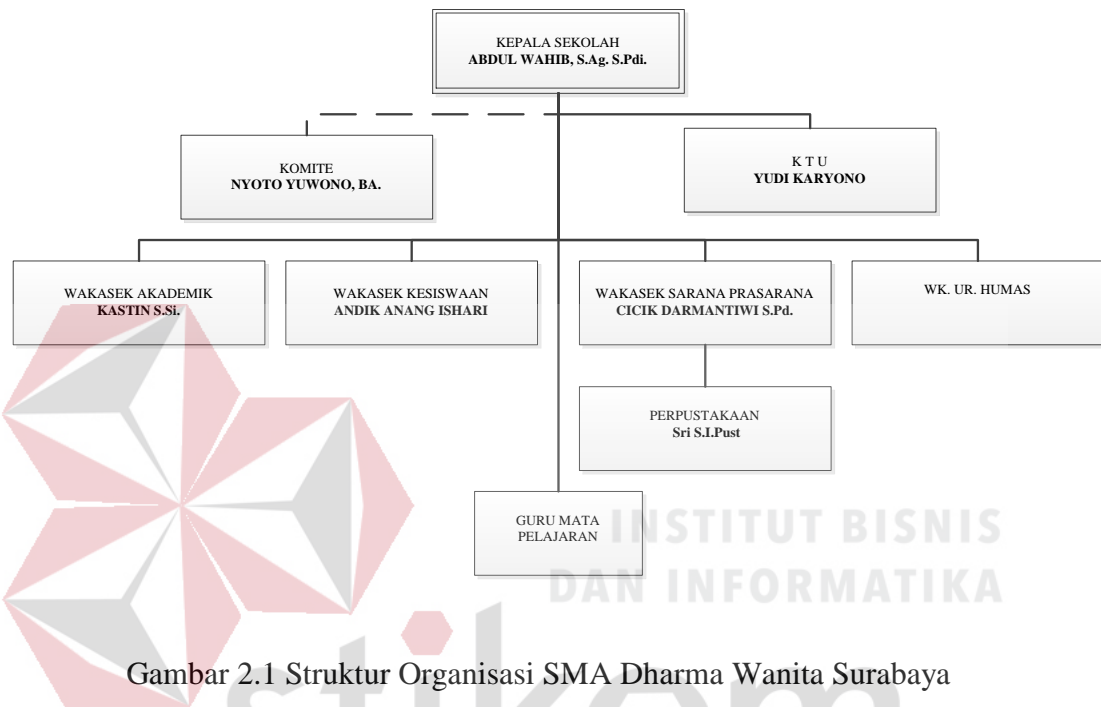 KEPALA SEKOLAH
ABDUL WAHIB, S.Ag. S.Pdi.
KOMITE
NYOTO YUWONO, BA.
K T U
YUDI KARYONO
WAKASEK AKADEMIK
KASTIN S.Si.
WAKASEK KESISWAAN
ANDIK ANANG ISHARI
WAKASEK SARANA PRASARANA
CICIK DARMANTIWI S.Pd.
WK. UR. HUMAS
PERPUSTAKAAN
Sri S.I.Pust
GURU MATA
PELAJARAN
INSTITUT BISNIS
DAN INFORMATIKA
Gambar 2.1 Struktur Organisasi SMA Dharma Wanita Surabaya
stikom